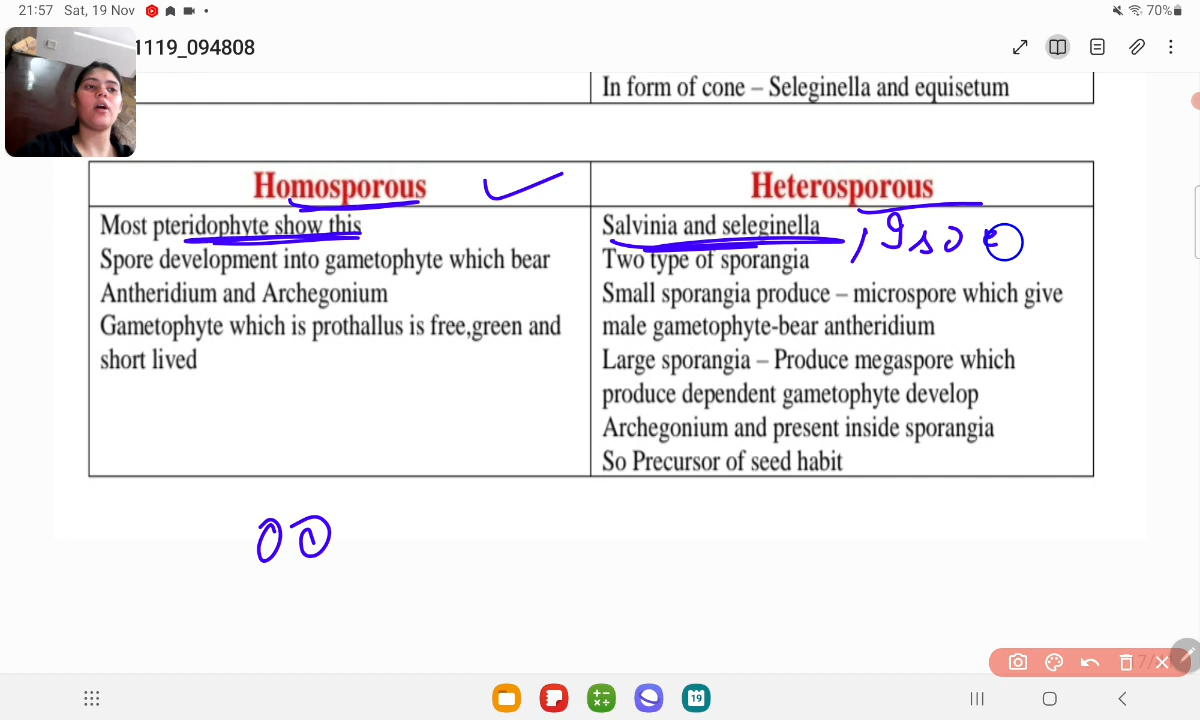 21:57 Sat, 19 Nov
70%
1119_094808
In form of cone – Seleginella and equisetum
Homosporous
Heterosporous
Most pteridophyte show this
Spore development into gametophyte which bear
Antheridium and Archegonium
Gametophyte which is prothallus is free,green and
short lived
Salvinia and seleginella
Two type of sporangia
Small sporangia produce – microspore which give
male gametophyte-bear antheridium
Large sporangia – Produce megaspore which
produce dependent gametophyte develop
Archegonium and present inside sporangia
So Precursor of seed habit
19